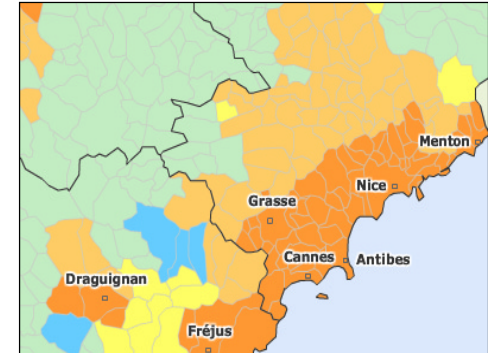 Menton
Nice
Grasse
Cannes
Antibes
Draguignan
Fréjus